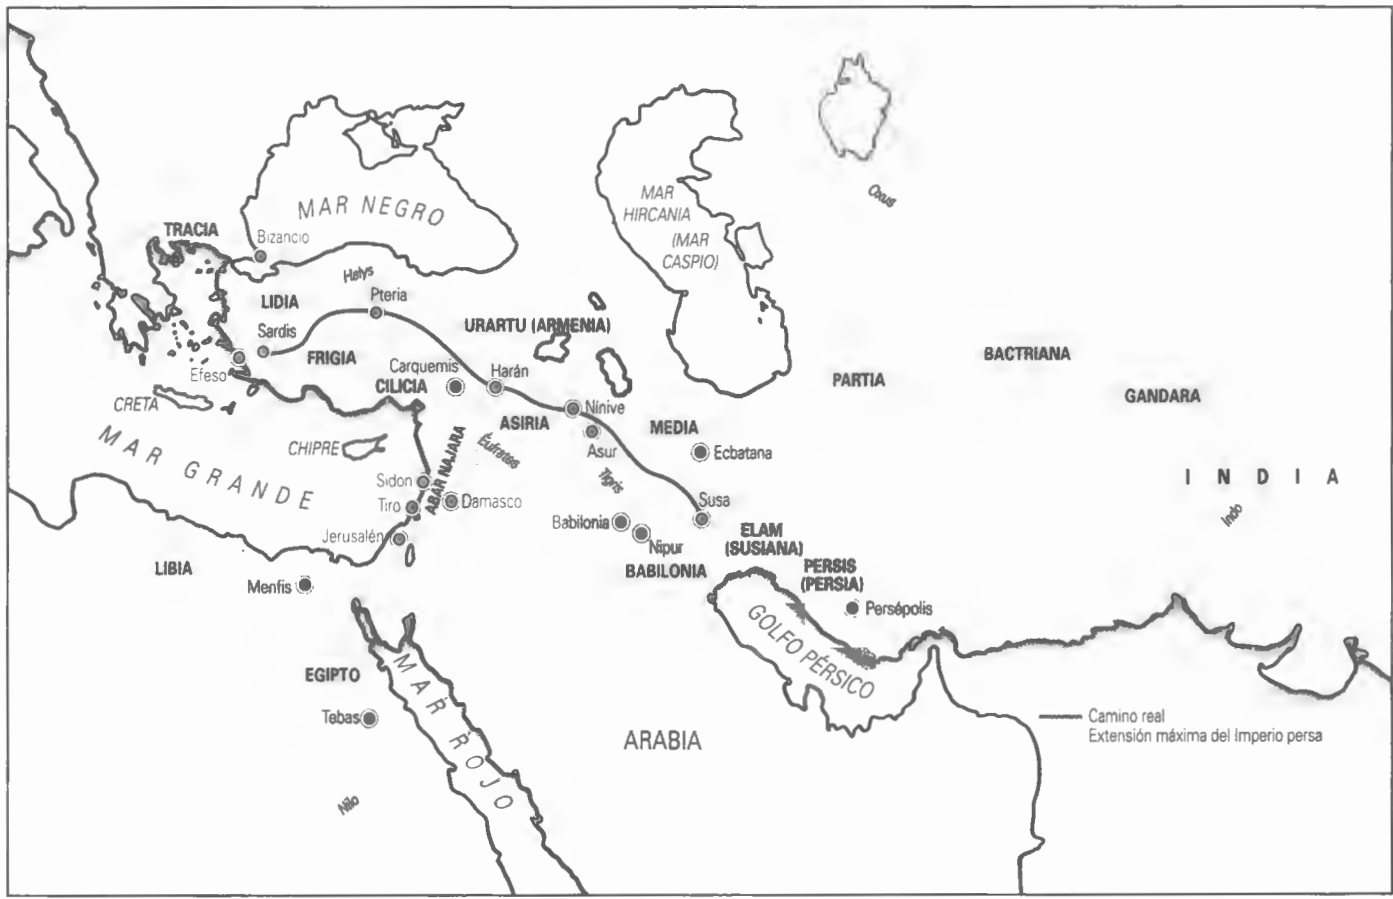 Oxus
MAR
HIRCANIA
(MAR
CASPIO)
MAR NEGRO
TRACIA
Bizancio
Halys
LIDIA
Pteria
Sardis
URARTU (ARMENIA)
FRIGIA
BACTRIANA
Efeso
Carquemis
Harán
CILICIA
PARTIA
GANDARA
CRETA
Nínive
ASIRIA
MEDIA
CHIPRE
Asur
Ecbatana
MAR GRANDE
ABAR NAJARA
Éufrates
Tigris
INDIA
Sidon
Damasco
Susa
Tiro
Indo
Babilonia
Jerusalén
Nipur
ELAM
(SUSIANA)
LIBIA
BABILONIA
PERSIS
(PERSIA)
Menfis
Persépolis
GOLFO PÉRSICO
EGIPTO
MAR ROJO
Tebas
ARABIA
Camino real
Extensión máxima del Imperio persa
Nilo